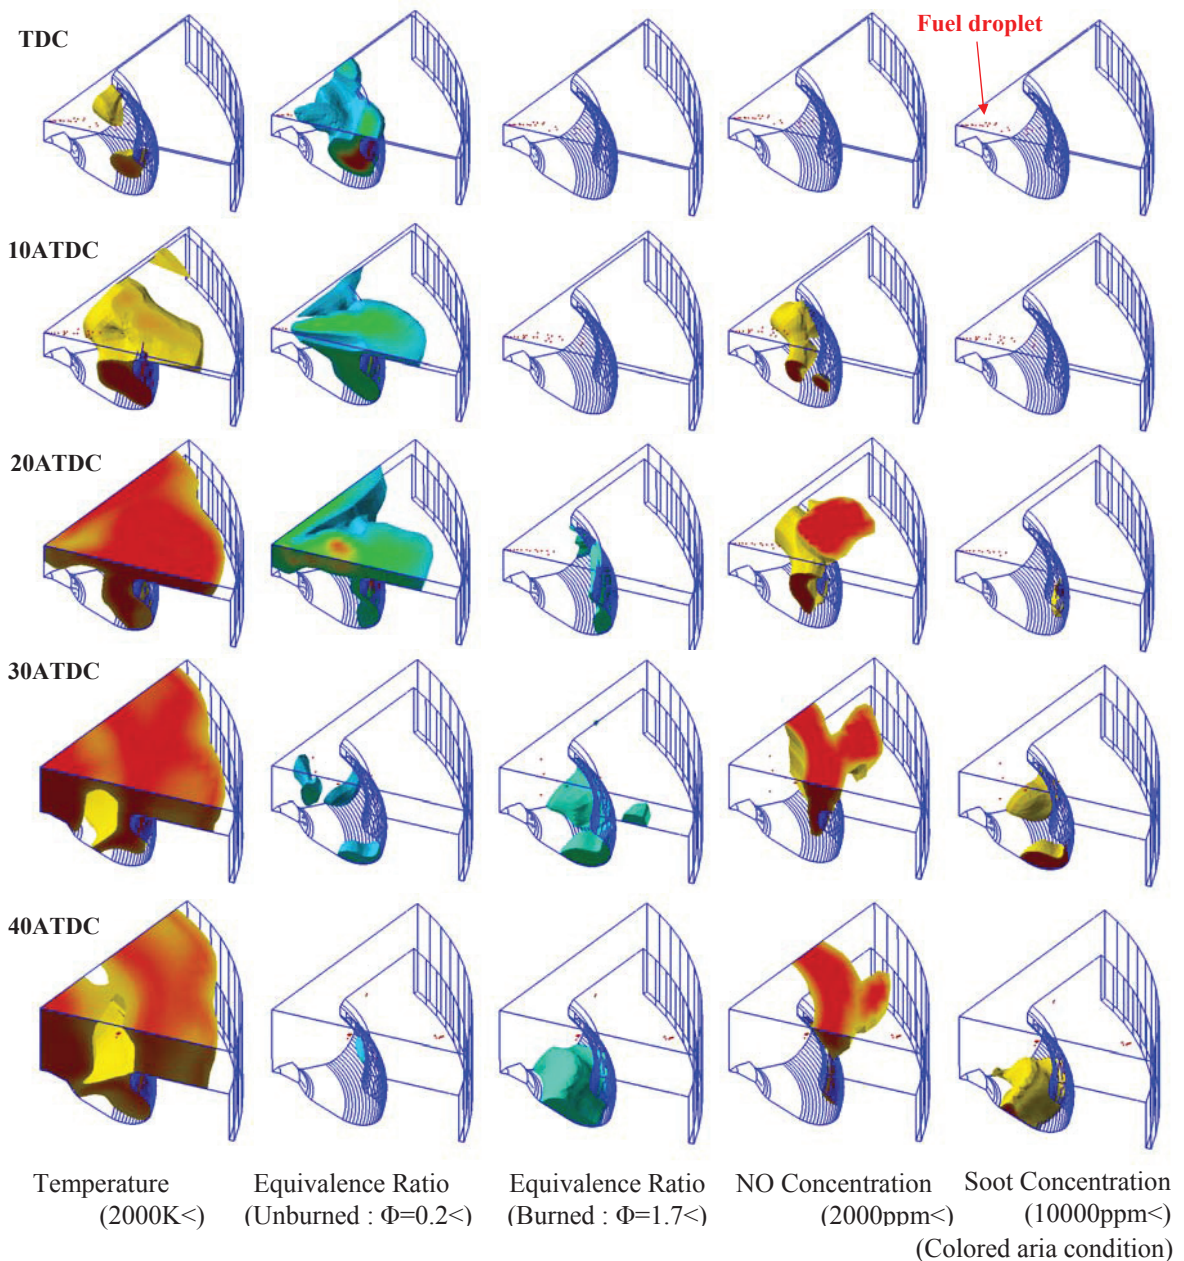 TDC
Fuel droplet
10ATDC
20ATDC
30ATDC
40ATDC
Temperature
(2000K<)
Equivalence Ratio
(Unburned : Φ=0.2<)
Equivalence Ratio
(Burned : Φ=1.7<)
NO Concentration
(2000ppm<)
Soot Concentration
(10000ppm<)
(Colored aria condition)